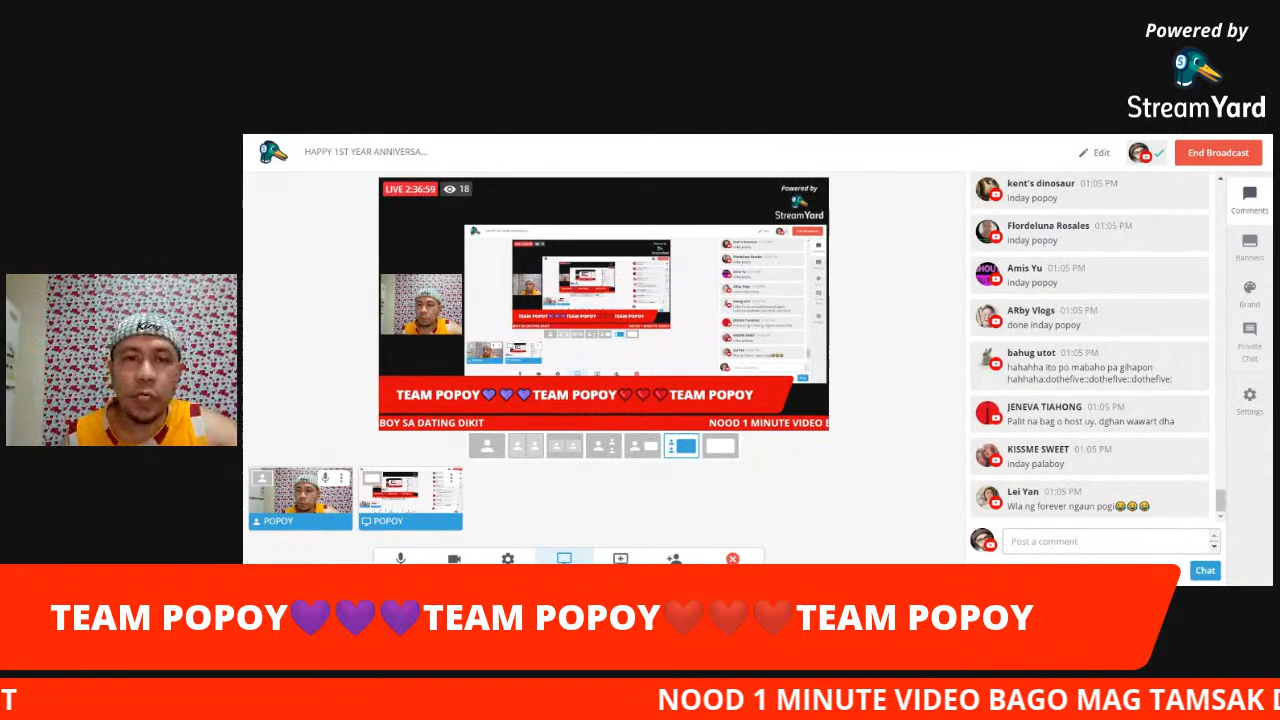 Powered by
StreamYard
HAPPY 1ST YEAR ANNIVERSA...
Edit
End Broadcast
LIVE 2:36:59
18
Powered by
StreamYard
TEAM POPOY💜💜💜TEAM POPOY❤❤❤TEAM POPOY
TEAM POPOY💜💜💜TEAM POPOY❤❤❤TEAM POPOY
BOY SA DATING DIKIT
NOOD 1 MINUTE VIDEO B
POPOY
POPOY
kent's dinosaur 01:05 PM
inday popoy
Flordeluna Rosales 01:05 PM
inday popoy
Amis Yu 01:05 PM
inday popoy
ARby Vlogs 01:05 PM
done inday popoy
bahug utot 01:05 PM
hahahha ito po mabaho pa gihapon
hahhaha:dothefive::dothefive::dothefive:
JENEVA TIAHONG 01:05 PM
Palit na bag o host uy. dghan wawart dha
KISSME SWEET 01:05 PM
inday palaboy
Lei Yan 01:05 PM
Wla ng forever ngaun pogi😂😂😂
Post a comment
Chat
Comments
Banners
Brand
Private
Chat
Settings
TEAM POPOY💜💜💜TEAM POPOY❤❤❤TEAM POPOY
T
NOOD 1 MINUTE VIDEO BAGO MAG TAMSAK D